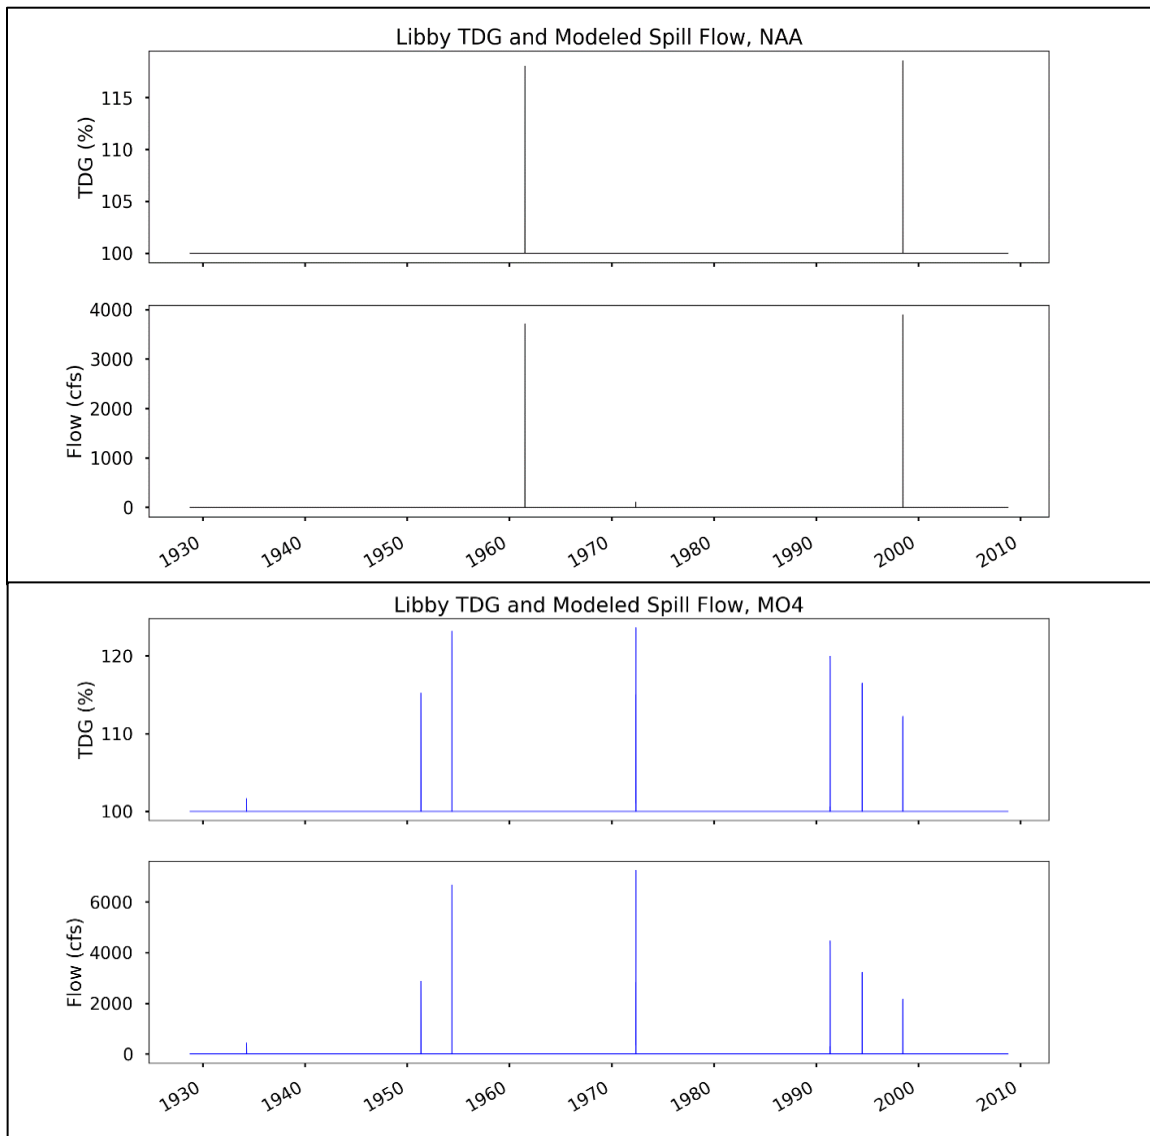 Libby TDG and Modeled Spill Flow, NAA
TDG (%)
115
110
105
100
Flow (cfs)
4000
3000
2000
1000
0
1930 1940 1950 1960 1970 1980 1990 2000 2010
Libby TDG and Modeled Spill Flow, MO4
TDG (%)
120
110
100
Flow (cfs)
6000
4000
2000
0
1930 1940 1950 1960 1970 1980 1990 2000 2010